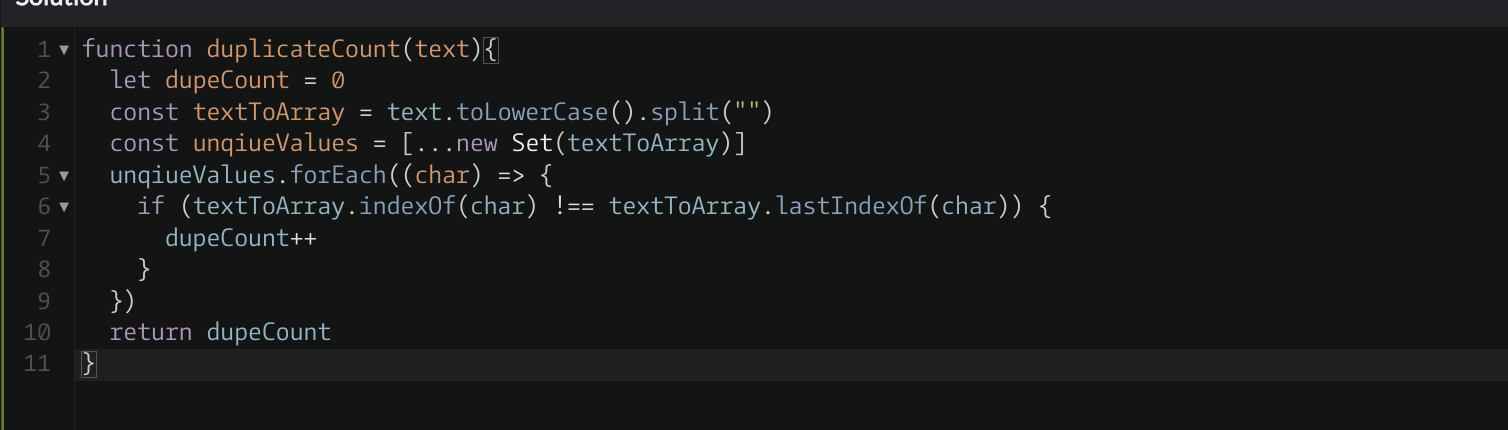 Solution
1 function duplicateCount(text){
2   let dupeCount = 0
3   const textToArray = text.toLowerCase().split("")
4   const unqiueValues = [...new Set(textToArray)]
5   unqiueValues.forEach((char) => {
6     if (textToArray.indexOf(char) !== textToArray.lastIndexOf(char)) {
7       dupeCount++
8     }
9   })
10   return dupeCount
11 }